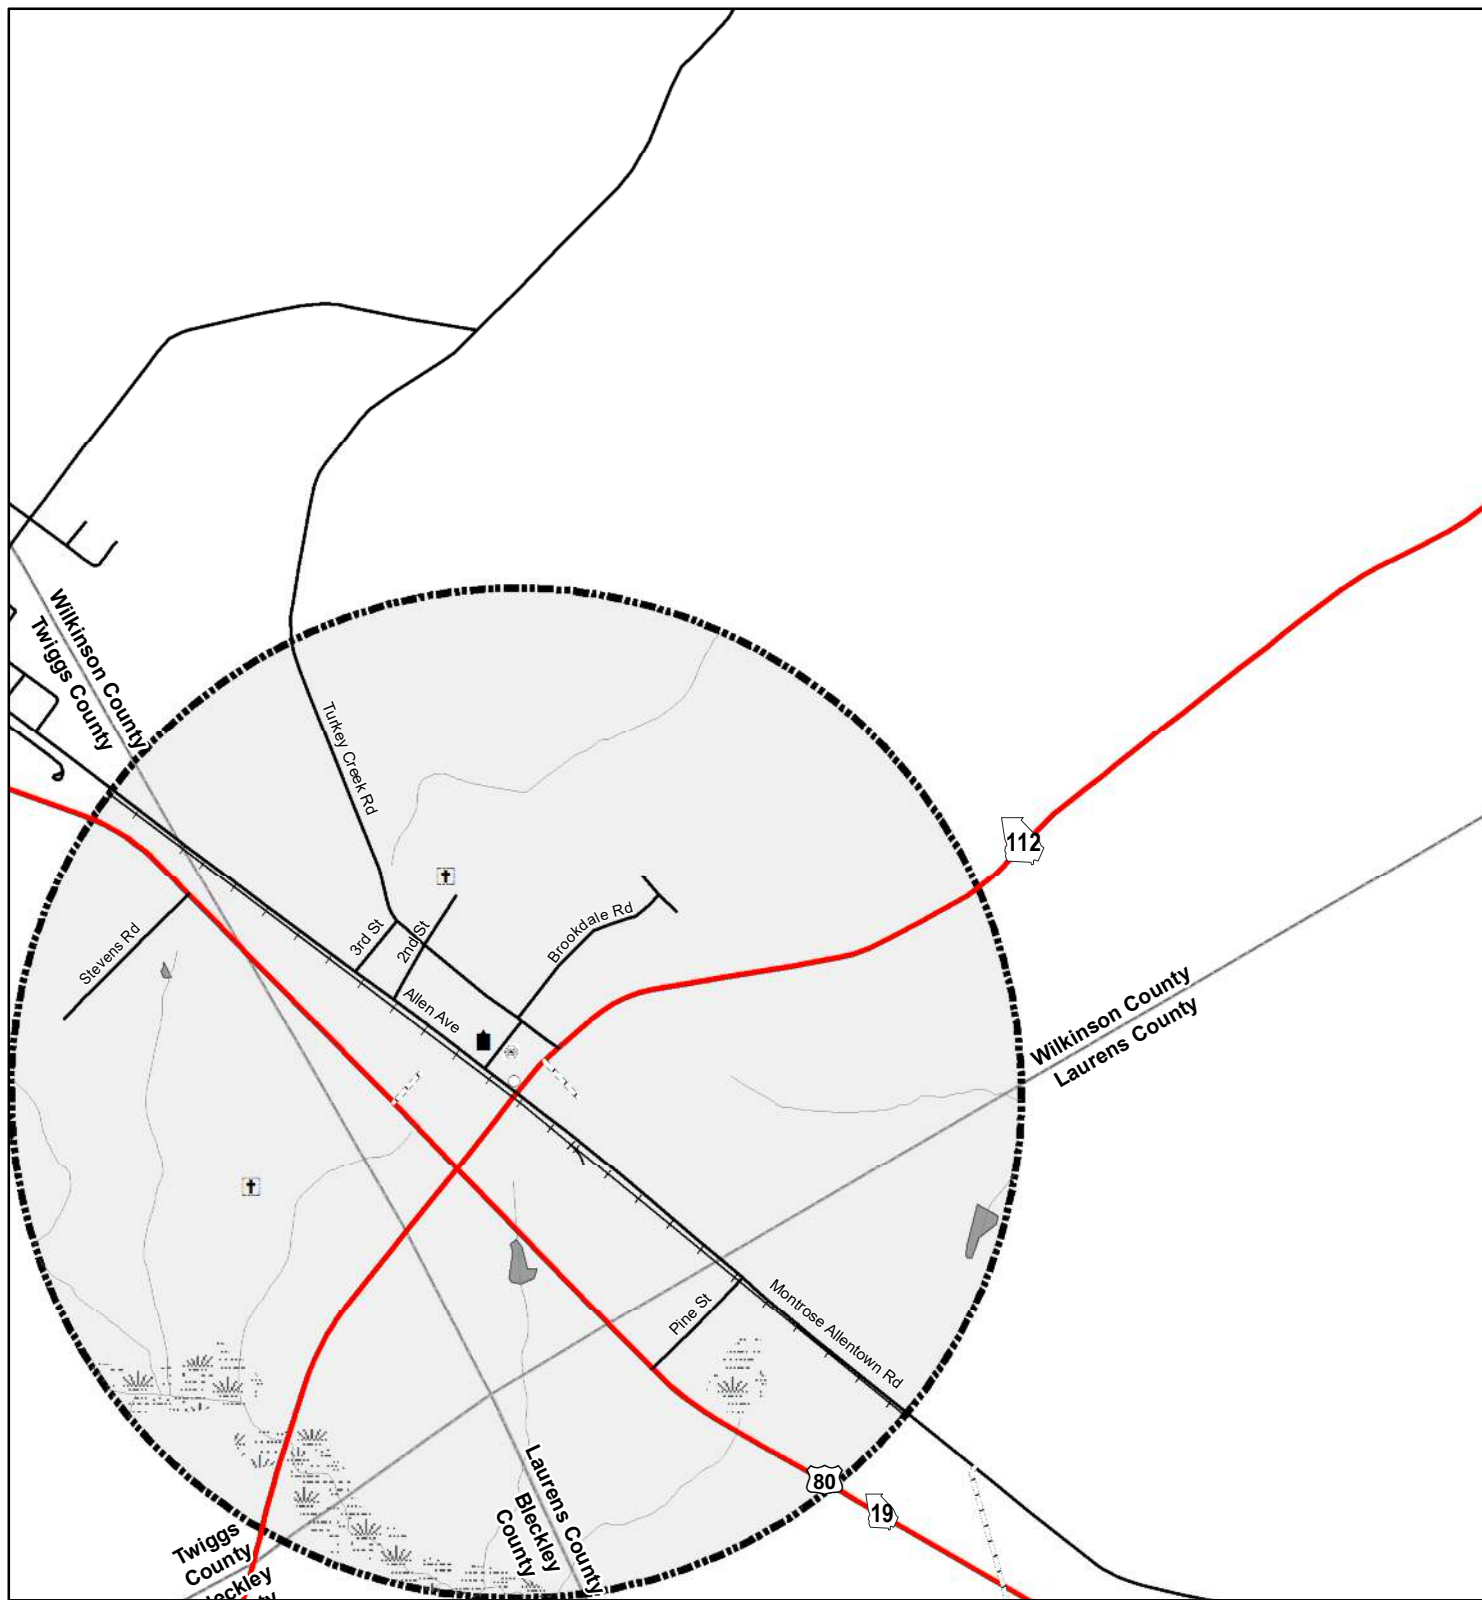 Wilkinson County
Twiggs County
Turkey Creek Rd
112
3rd St
2nd St
Brookdale Rd
Stevens Rd
Allen Ave
Wilkinson County
Laurens County
Pine St
Montrose Allentown Rd
80
19
Laurens County
Bleckley
County
Twiggs
County